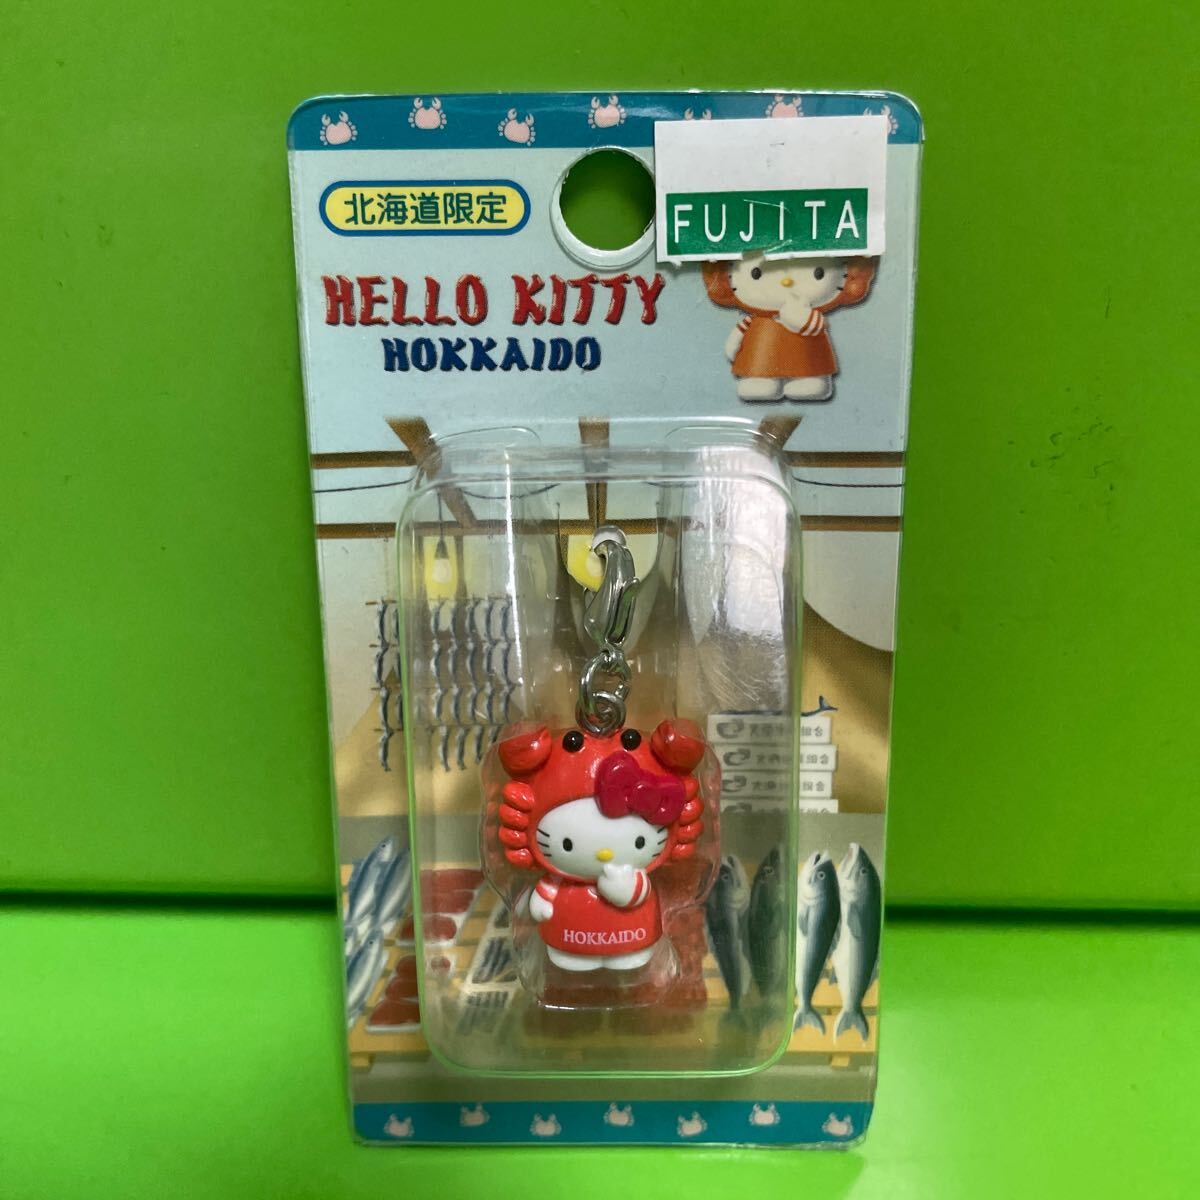 北海道限定
FUJITA
HELLO KITTY
HOKKAIDO
HOKKAIDO